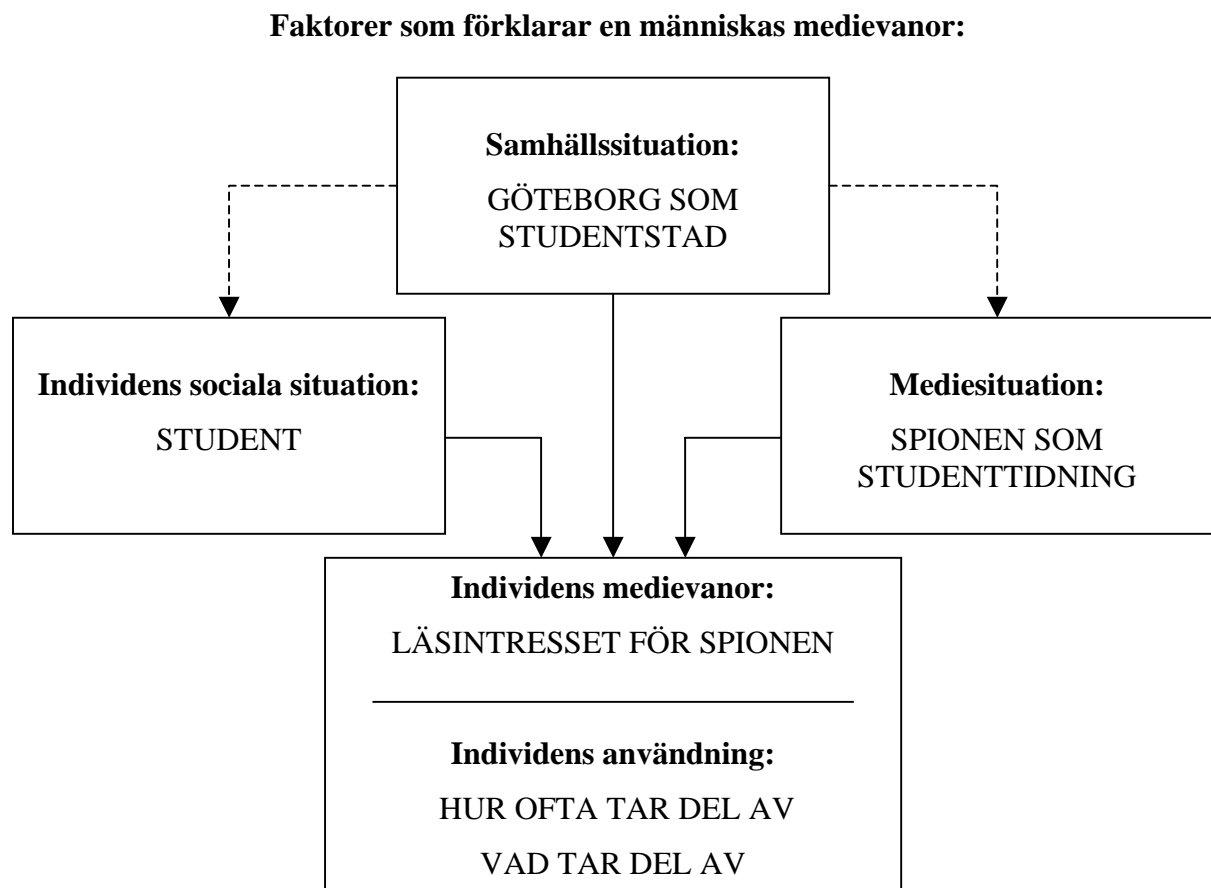 Faktorer som förklarar en människas medievanor:
Samhällssituation:
GÖTEBORG SOM
STUDENTSTAD
Individens sociala situation:
STUDENT
Mediesituation:
SPIONEN SOM
STUDENTTIDNING
Individens medievanor:
LÄSINTRESSET FÖR SPIONEN
Individens användning:
HUR OFTA TAR DEL AV
VAD TAR DEL AV